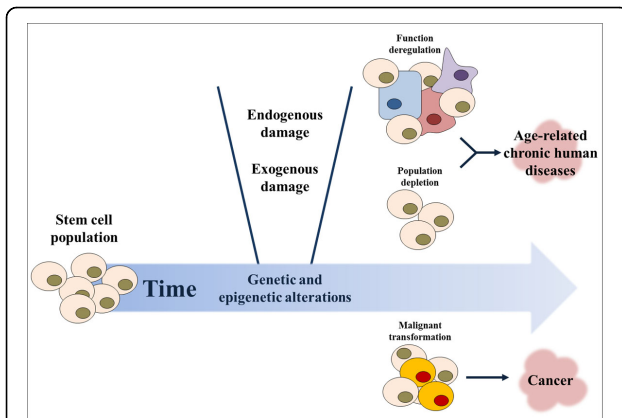 Function
deregulation
Endogenous
damage
Exogenous
damage
Age-related
chronic human
diseases
Population
depletion
Stem cell
population
Time
Genetic and
epigenetic alterations
Malignant
transformation
Cancer